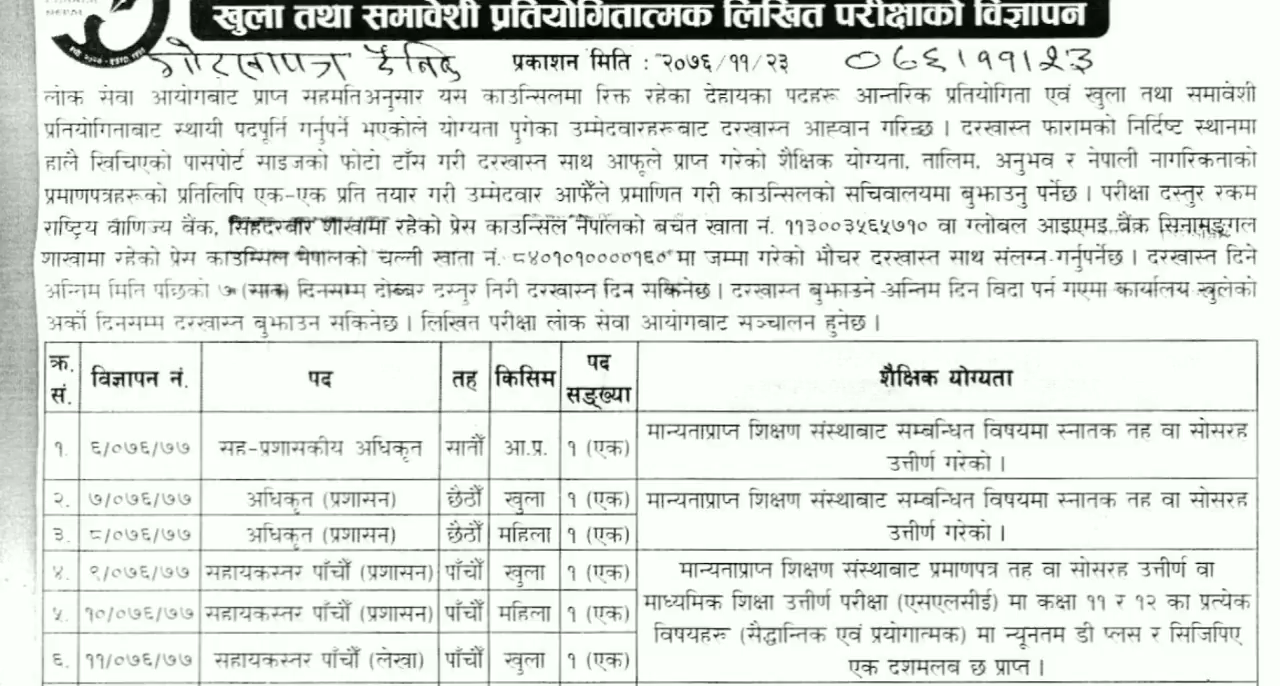 NEPAL
खुला तथा समावेशी प्रतियोगितात्मक लिखित परीक्षाको विज्ञापन
गोरखापत्र दैनिक प्रकाशन मिति : २०७६/११/२३ ०७६।११।२३
लोक सेवा आयोगबाट प्राप्त सहमतिअनुसार यस काउन्सिलमा रिक्त रहेका देहायका पदहरू आन्तरिक प्रतियोगिता एवं खुला तथा समावेशी
प्रतियोगिताबाट स्थायी पदपूर्ति गर्नुपर्ने भएकोले योग्यता पुगेका उम्मेदवारहरूबाट दरखास्त आह्वान गरिन्छ । दरखास्त फारामको निर्दिष्ट स्थानमा
हालै खिचिएको पासपोर्ट साइजको फोटो टाँस गरी दरखास्त साथ आफूले प्राप्त गरेको शैक्षिक योग्यता, तालिम, अनुभव र नेपाली नागरिकताको
प्रमाणपत्रहरूको प्रतिलिपि एक-एक प्रति तयार गरी उम्मेदवार आफैँले प्रमाणित गरी काउन्सिलको सचिवालयमा बुझाउनु पर्नेछ । परीक्षा दस्तुर रकम
राष्ट्रिय वाणिज्य बैंक, सिंहदरबार शाखामा रहेको प्रेस काउन्सिल नेपालको बचत खाता नं. ११३००३५६५७१० वा ग्लोबल आइएमइ बैंक सिनामङ्गल
शाखामा रहेको प्रेस काउन्सिल नेपालको चल्ती खाता नं. ८४०१०१००००१६० मा जम्मा गरेको भौचर दरखास्त साथ संलग्न गर्नुपर्नेछ । दरखास्त दिने
अन्तिम मिति पछिको ७ (सात) दिनसम्म दोब्बर दस्तुर तिरी दरखास्त दिन सकिनेछ । दरखास्त बुझाउने अन्तिम दिन विदा पर्न गएमा कार्यालय खुलेको
अर्को दिनसम्म दरखास्त बुझाउन सकिनेछ । लिखित परीक्षा लोक सेवा आयोगबाट सञ्चालन हुनेछ ।
क्र. सं. विज्ञापन नं. पद तह किसिम पद सङ्ख्या शैक्षिक योग्यता
१. ६/०७६/७७ सह-प्रशासकीय अधिकृत सातौँ आ.प्र. १ (एक) मान्यताप्राप्त शिक्षण संस्थाबाट सम्बन्धित विषयमा स्नातक तह वा सोसरह
उत्तीर्ण गरेको ।
२. ७/०७६/७७ अधिकृत (प्रशासन) छैठौँ खुला १ (एक) मान्यताप्राप्त शिक्षण संस्थाबाट सम्बन्धित विषयमा स्नातक तह वा सोसरह
३. ८/०७६/७७ अधिकृत (प्रशासन) छैठौँ महिला १ (एक) उत्तीर्ण गरेको ।
४. ९/०७६/७७ सहायकस्तर पाँचौँ (प्रशासन) पाँचौँ खुला १ (एक) मान्यताप्राप्त शिक्षण संस्थाबाट प्रमाणपत्र तह वा सोसरह उत्तीर्ण वा
५. १०/०७६/७७ सहायकस्तर पाँचौँ (प्रशासन) पाँचौँ महिला १ (एक) माध्यमिक शिक्षा उत्तीर्ण परीक्षा (एसएलसीई) मा कक्षा ११ र १२ का प्रत्येक
विषयहरू (सैद्धान्तिक एवं प्रयोगात्मक) मा न्यूनतम डी प्लस र सिजिपिए
६. ११/०७६/७७ सहायकस्तर पाँचौँ (लेखा) पाँचौँ खुला १ (एक) एक दशमलब छ प्राप्त ।